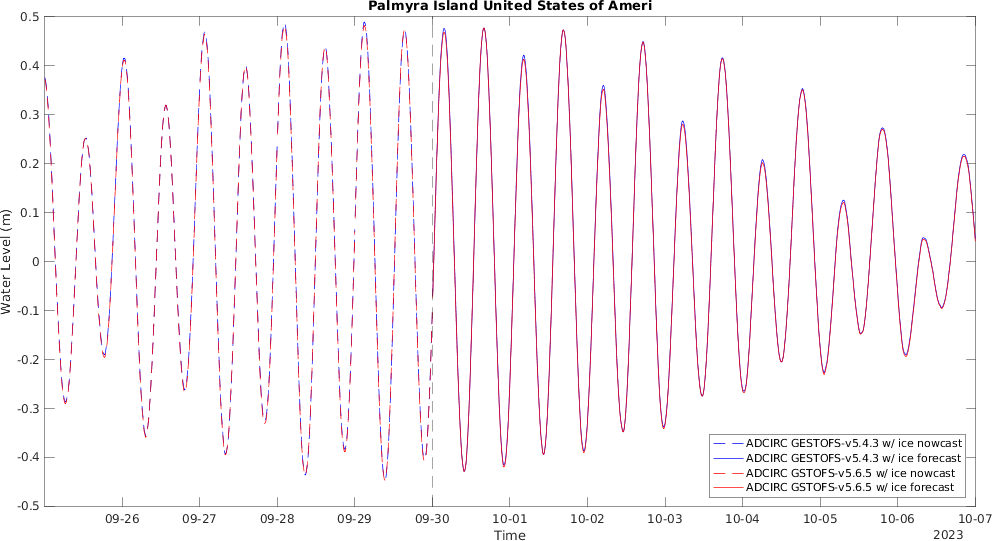 Palmyra Island United States of Ameri
0.5
0.4
0.3
0.2
0.1
0
-0.1
-0.2
-0.3
-0.4
-0.5
Water Level (m)
09-26 09-27 09-28 09-29 09-30 10-01 10-02 10-03 10-04 10-05 10-06 10-07
Time
2023
ADCIRC GESTOFS-v5.4.3 w/ ice nowcast
ADCIRC GESTOFS-v5.4.3 w/ ice forecast
ADCIRC GSTOFS-v5.6.5 w/ ice nowcast
ADCIRC GSTOFS-v5.6.5 w/ ice forecast